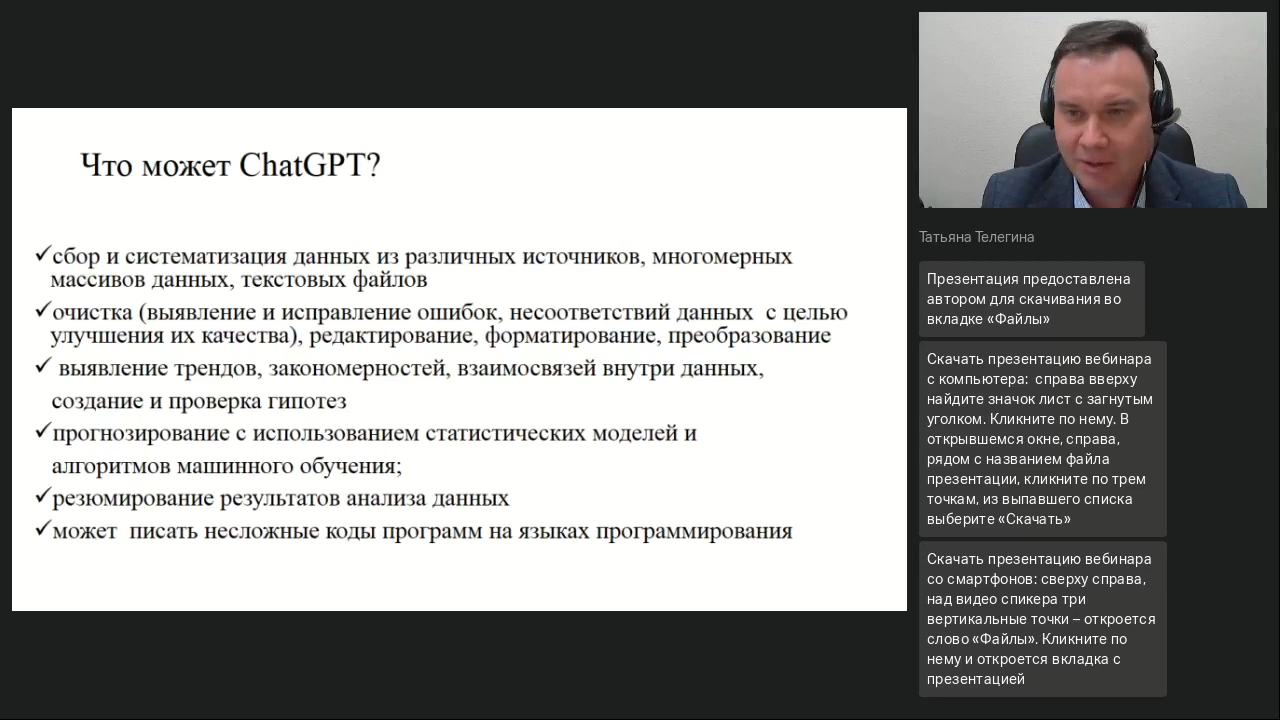 Что может ChatGPT?
✓сбор и систематизация данных из различных источников, многомерных
массивов данных, текстовых файлов
✓очистка (выявление и исправление ошибок, несоответствий данных с целью
улучшения их качества), редактирование, форматирование, преобразование
✓ выявление трендов, закономерностей, взаимосвязей внутри данных,
создание и проверка гипотез
✓прогнозирование с использованием статистических моделей и
алгоритмов машинного обучения;
✓резюмирование результатов анализа данных
✓может писать несложные коды программ на языках программирования
Татьяна Телегина
Презентация предоставлена
автором для скачивания во
вкладке «Файлы»
Скачать презентацию вебинара
с компьютера: справа вверху
найдите значок лист с загнутым
уголком. Кликните по нему. В
открывшемся окне, справа,
рядом с названием файла
презентации, кликните по трем
точкам, из выпавшего списка
выберите «Скачать»
Скачать презентацию вебинара
со смартфонов: сверху справа,
над видео спикера три
вертикальные точки – откроется
слово «Файлы». Кликните по
нему и откроется вкладка с
презентацией